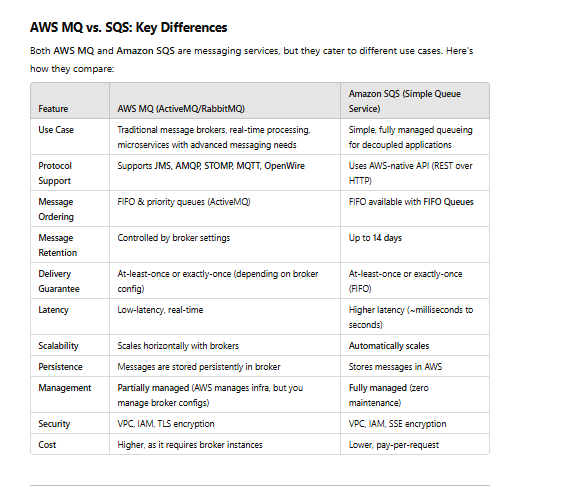 AWS MQ vs. SQS: Key Differences
Both AWS MQ and Amazon SQS are messaging services, but they cater to different use cases. Here's
how they compare:
Feature
AWS MQ (ActiveMQ/RabbitMQ)
Amazon SQS (Simple Queue
Service)
Use Case
Traditional message brokers, real-time processing,
microservices with advanced messaging needs
Simple, fully managed queueing
for decoupled applications
Protocol
Support
Supports JMS, AMQP, STOMP, MQTT, OpenWire
Uses AWS-native API (REST over
HTTP)
Message
Ordering
FIFO & priority queues (ActiveMQ)
FIFO available with FIFO Queues
Message
Retention
Controlled by broker settings
Up to 14 days
Delivery
Guarantee
At-least-once or exactly-once (depending on broker
config)
At-least-once or exactly-once
(FIFO)
Latency
Low-latency, real-time
Higher latency (~milliseconds to
seconds)
Scalability
Scales horizontally with brokers
Automatically scales
Persistence
Messages are stored persistently in broker
Stores messages in AWS
Management
Partially managed (AWS manages infra, but you
manage broker configs)
Fully managed (zero
maintenance)
Security
VPC, IAM, TLS encryption
VPC, IAM, SSE encryption
Cost
Higher, as it requires broker instances
Lower, pay-per-request